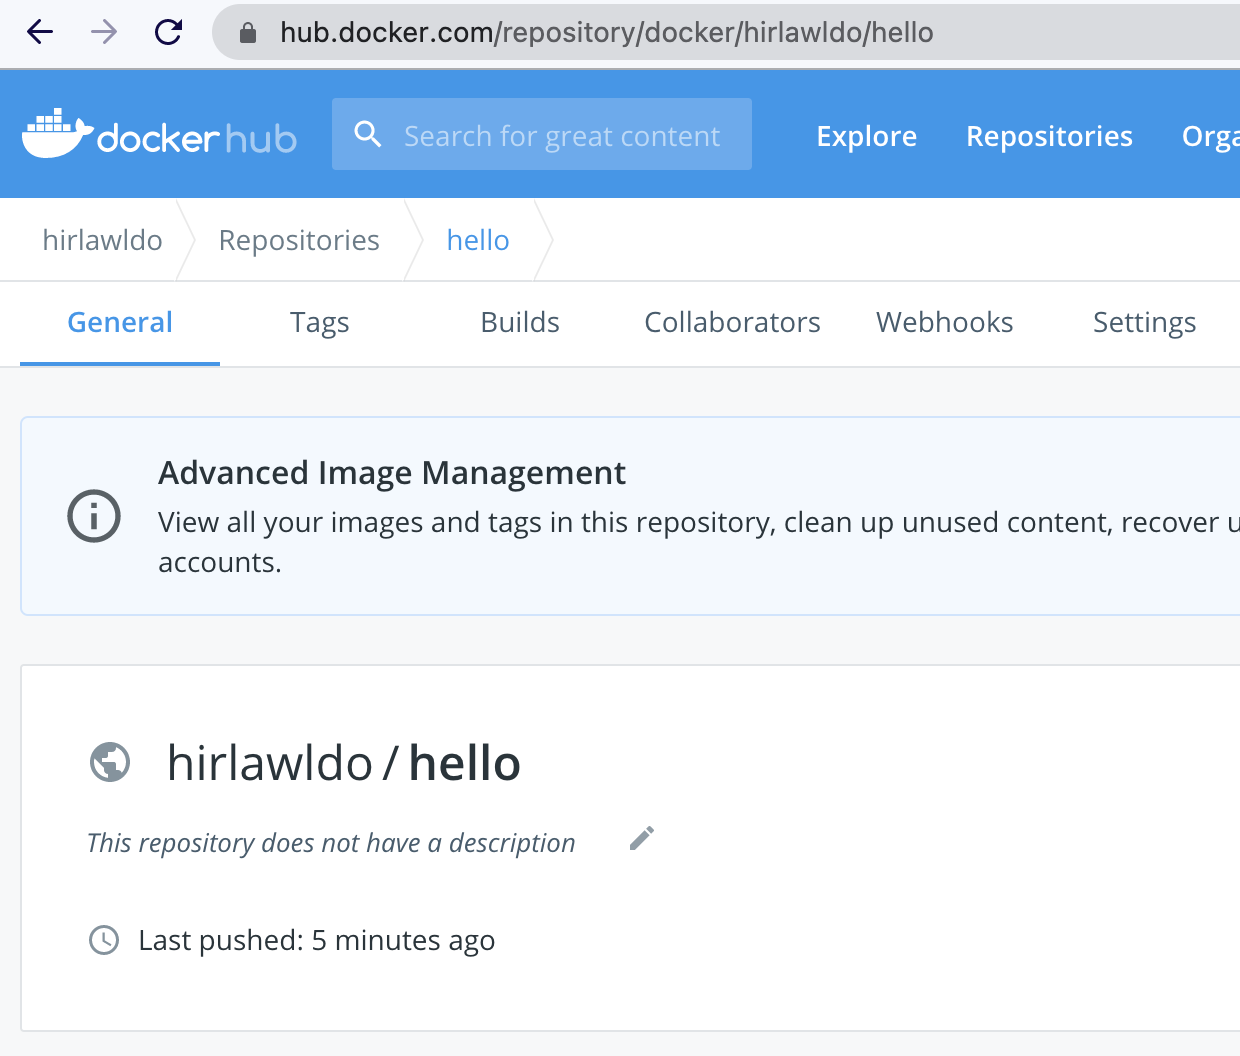 hub.docker.com/repository/docker/hirlawldo/hello
docker hub
Search for great content
Explore
Repositories
hirlawldo
Repositories
hello
General
Tags
Builds
Collaborators
Webhooks
Settings
Advanced Image Management
View all your images and tags in this repository, clean up unused content, recover
accounts.
hirlawldo / hello
This repository does not have a description
Last pushed: 5 minutes ago